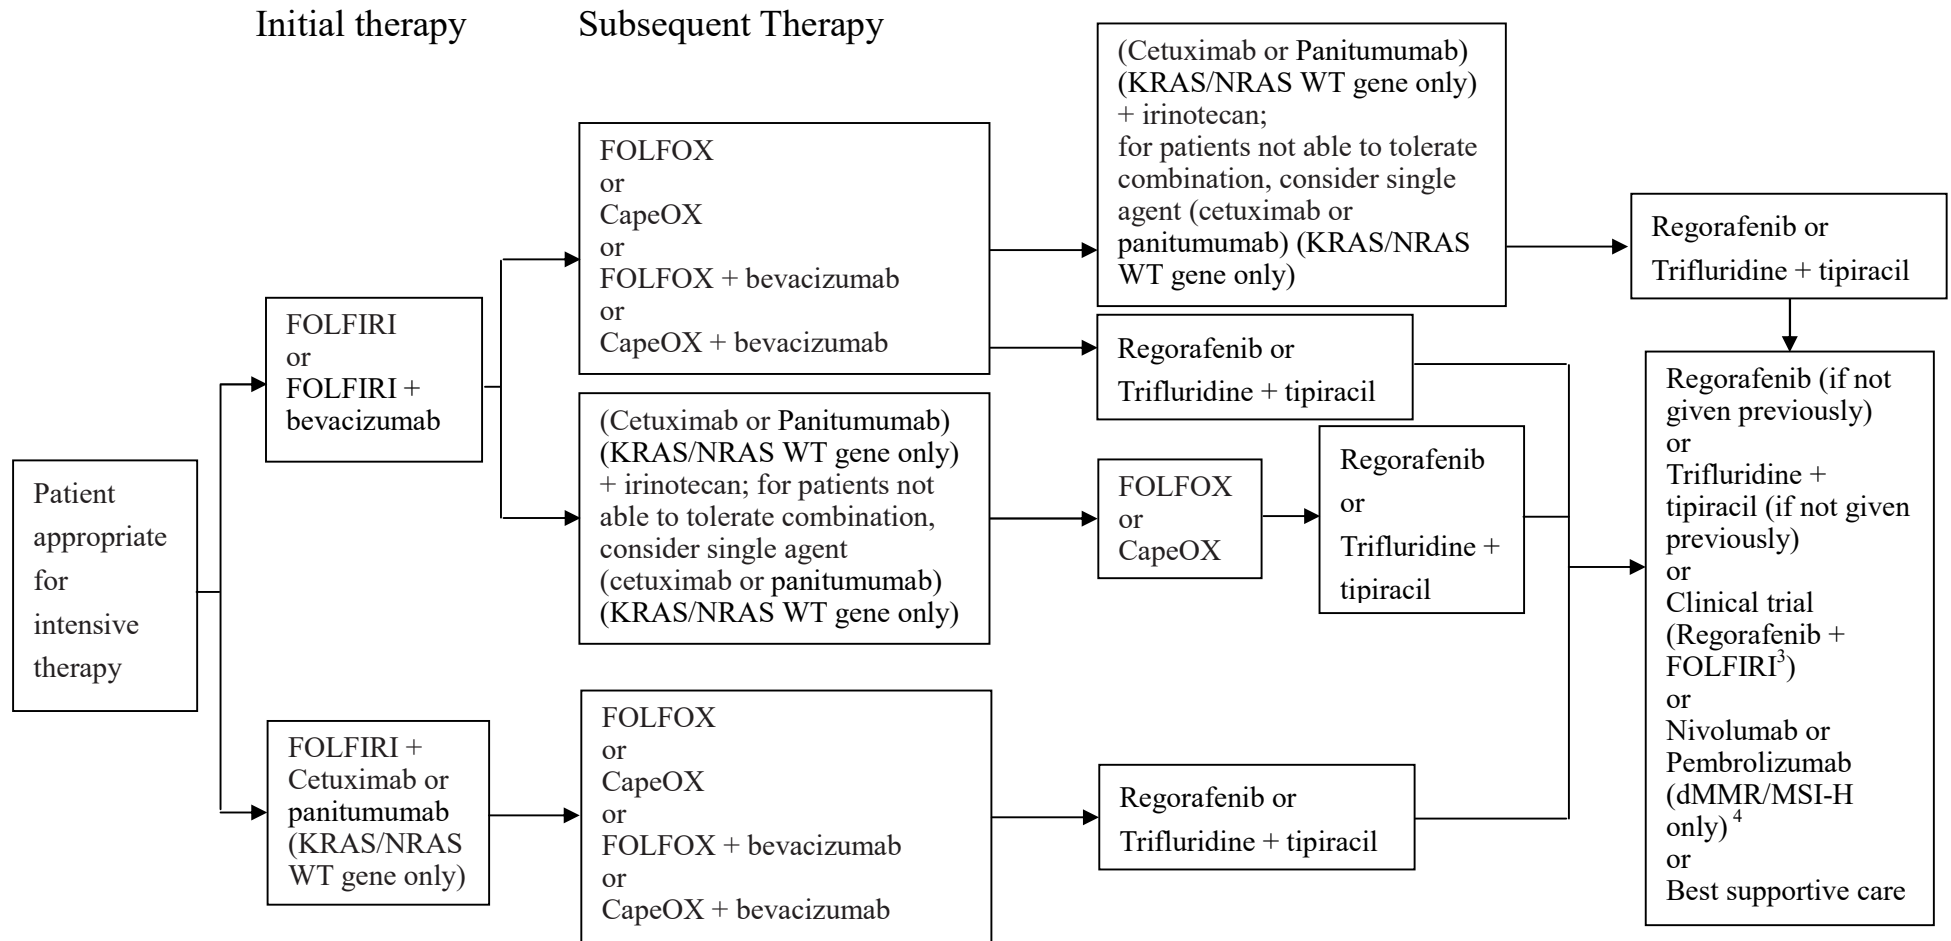 Initial therapy
Subsequent Therapy
Patient
appropriate
for
intensive
therapy
FOLFIRI
or
FOLFIRI +
bevacizumab
FOLFIRI +
Cetuximab or
panitumumab
(KRAS/NRAS
WT gene only)
FOLFOX
or
CapeOX
or
FOLFOX + bevacizumab
or
CapeOX + bevacizumab
(Cetuximab or Panitumumab)
(KRAS/NRAS WT gene only)
+ irinotecan; for patients not
able to tolerate combination,
consider single agent
(cetuximab or panitumumab)
(KRAS/NRAS WT gene only)
FOLFOX
or
CapeOX
or
FOLFOX + bevacizumab
or
CapeOX + bevacizumab
(Cetuximab or Panitumumab)
(KRAS/NRAS WT gene only)
+ irinotecan;
for patients not able to tolerate
combination, consider single
agent (cetuximab or
panitumumab) (KRAS/NRAS
WT gene only)
Regorafenib or
Trifluridine + tipiracil
FOLFOX
or
CapeOX
Regorafenib
or
Trifluridine +
tipiracil
Regorafenib or
Trifluridine + tipiracil
Regorafenib or
Trifluridine + tipiracil
Regorafenib (if not
given previously)
or
Trifluridine +
tipiracil (if not given
previously)
or
Clinical trial
(Regorafenib +
FOLFIRI³)
or
Nivolumab or
Pembrolizumab
(dMMR/MSI-H
only) ⁴
or
Best supportive care